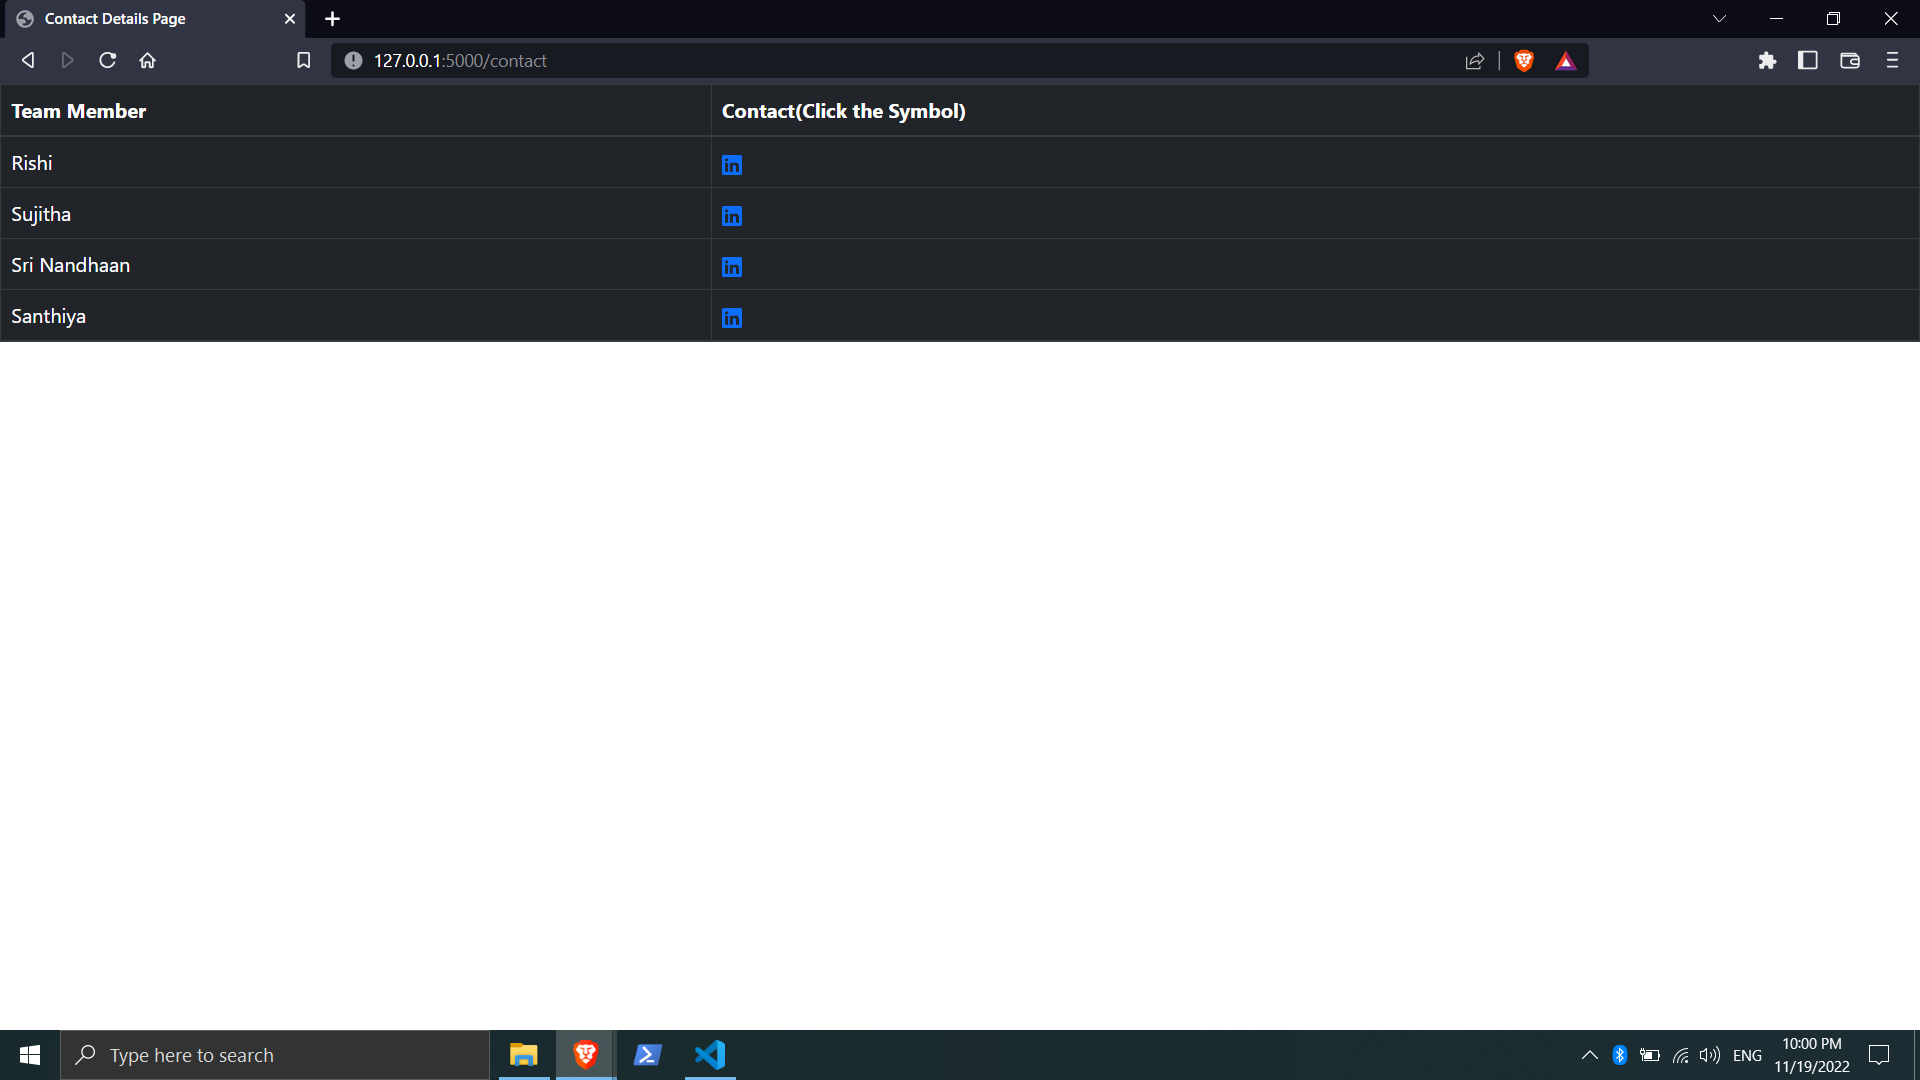 Contact Details Page
127.0.0.1:5000/contact
Team Member Contact(Click the Symbol)
Rishi in
Sujitha in
Sri Nandhaan in
Santhiya in
Type here to search
ENG
10:00 PM
11/19/2022